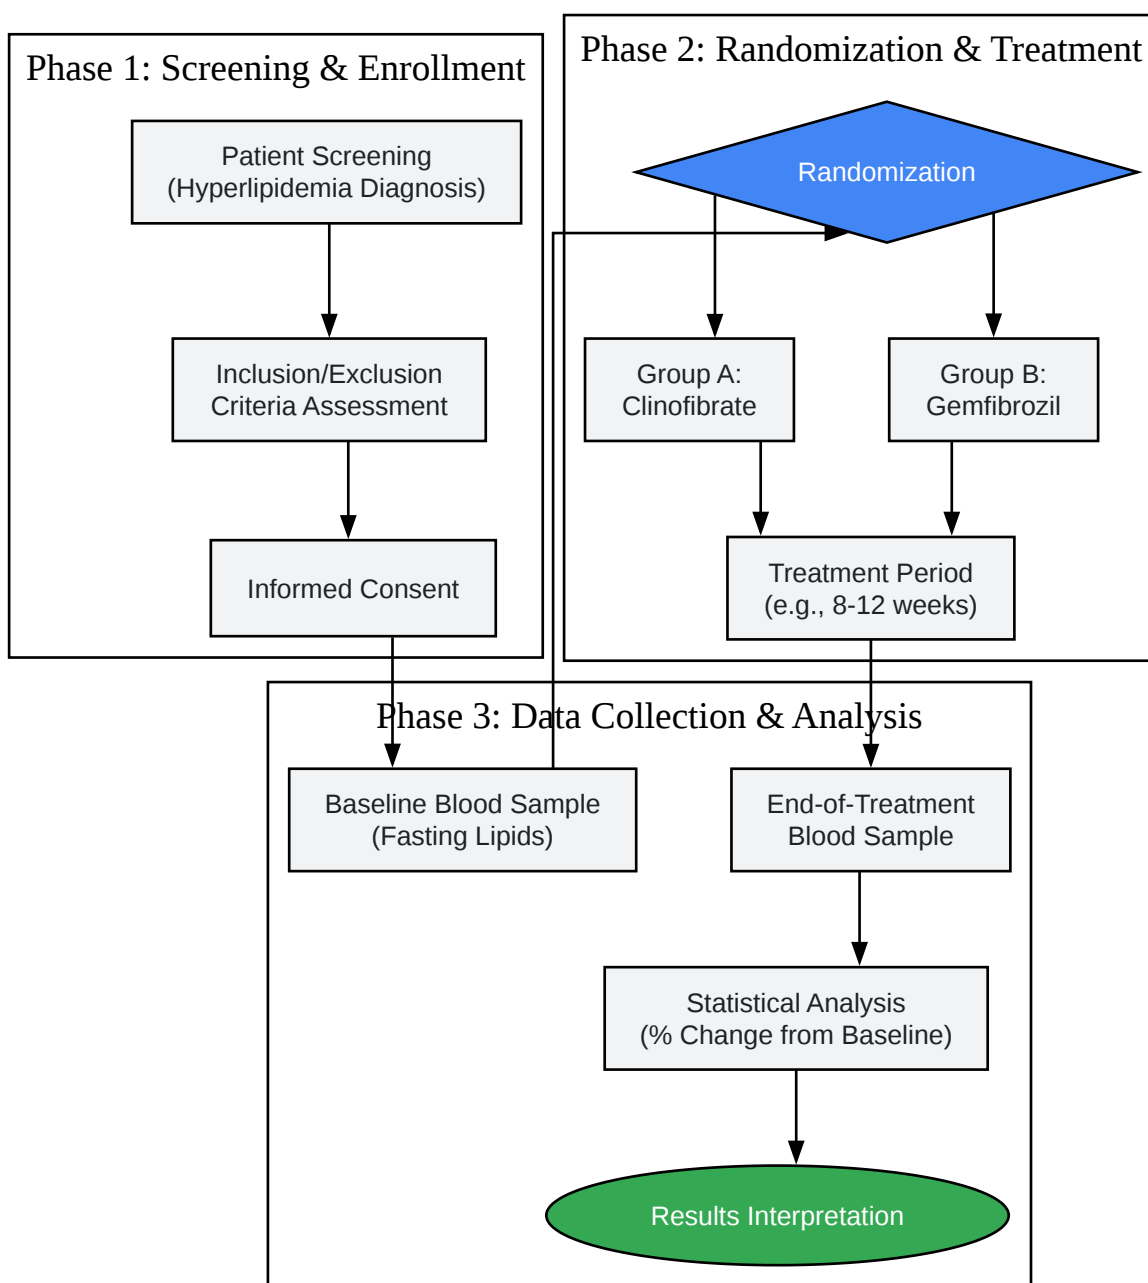 Phase 1: Screening & Enrollment
Patient Screening
(Hyperlipidemia Diagnosis)
Inclusion/Exclusion
Criteria Assessment
Informed Consent
Phase 2: Randomization & Treatment
Randomization
Group A:
Clinofibrate
Group B:
Gemfibrozil
Treatment Period
(e.g., 8-12 weeks)
Phase 3: Data Collection & Analysis
Baseline Blood Sample
(Fasting Lipids)
End-of-Treatment
Blood Sample
Statistical Analysis
(% Change from Baseline)
Results Interpretation